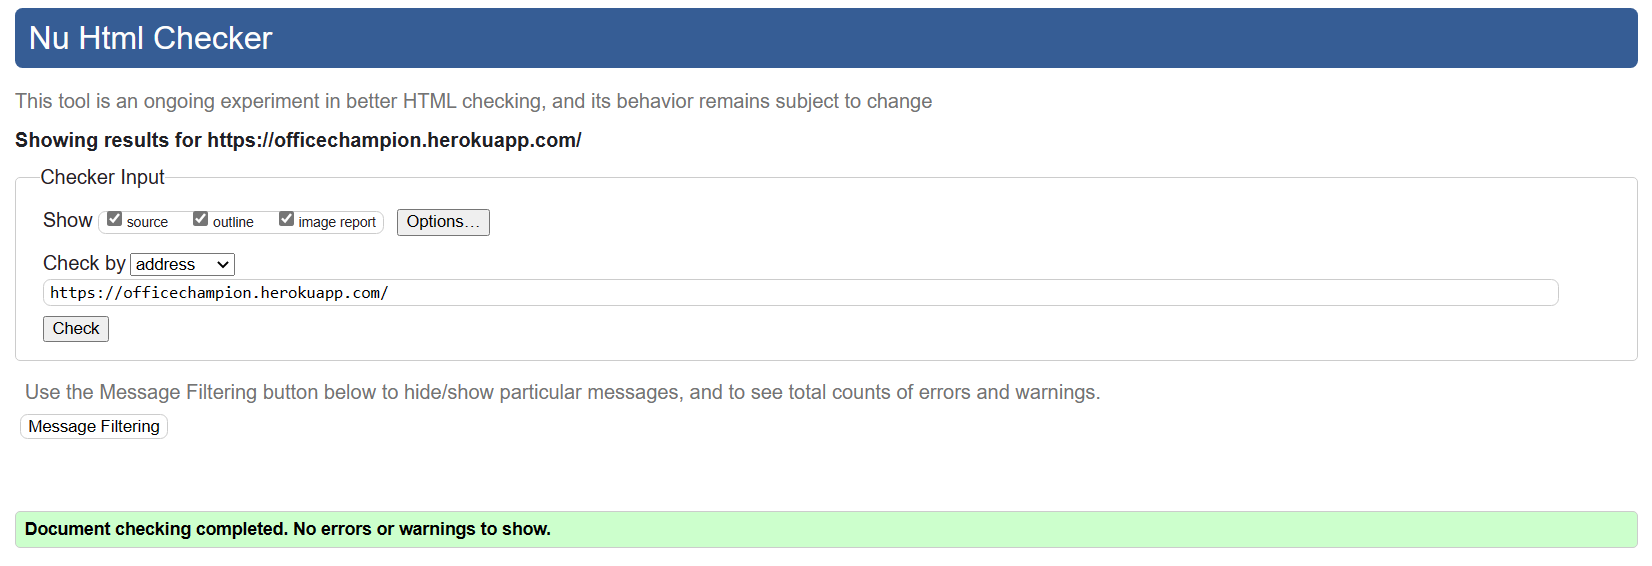 Nu Html Checker
This tool is an ongoing experiment in better HTML checking, and its behavior remains subject to change
Showing results for https://officechampion.herokuapp.com/
Checker Input
Show source outline image report Options…
Check by address
https://officechampion.herokuapp.com/
Check
Use the Message Filtering button below to hide/show particular messages, and to see total counts of errors and warnings.
Message Filtering
Document checking completed. No errors or warnings to show.